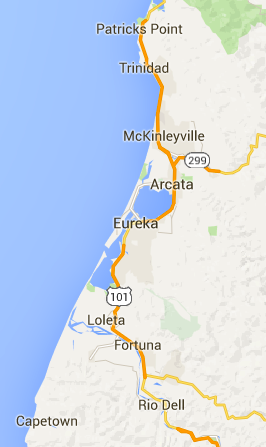 Patricks Point
Trinidad
McKinleyville
299
Arcata
Eureka
101
Loleta
Fortuna
Rio Dell
Capetown